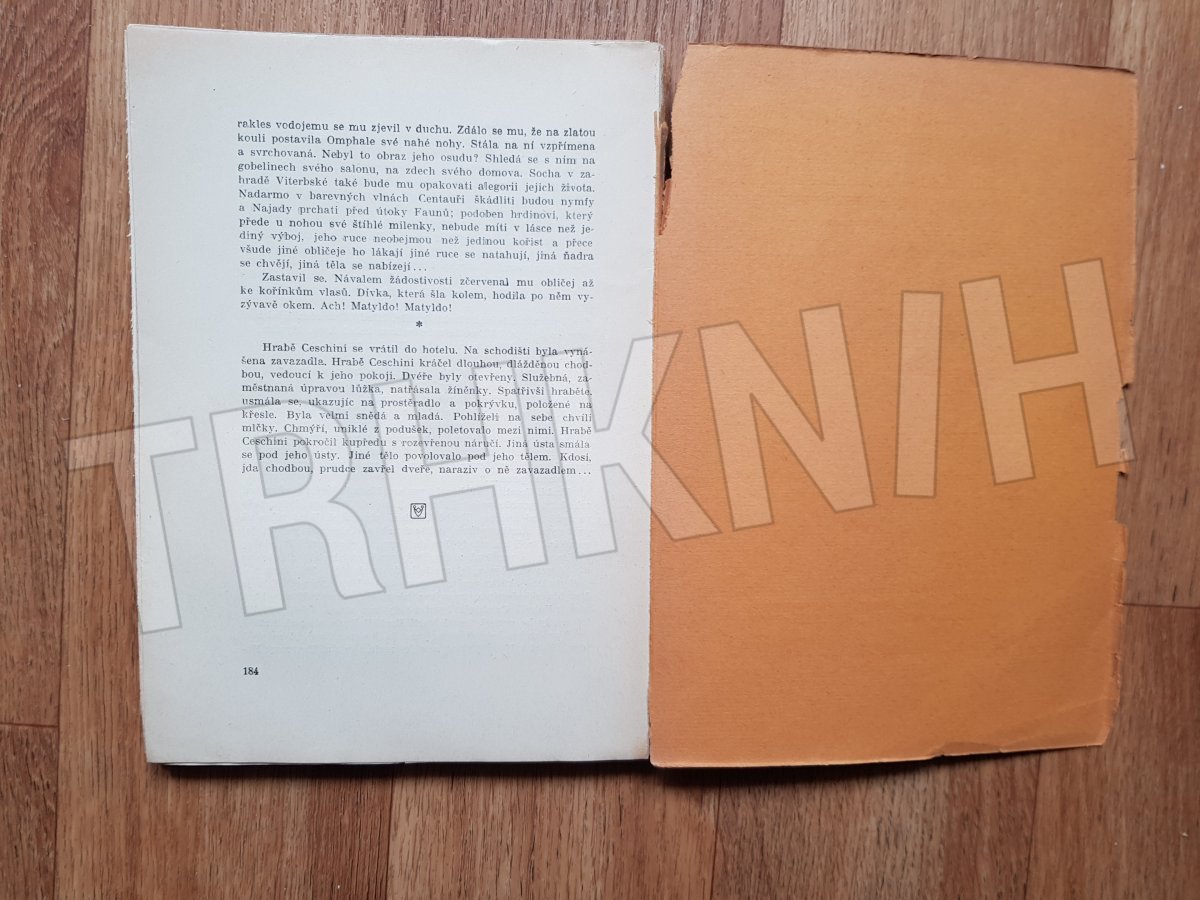 rakles vodojemu se mu zjevil v duchu. Zdálo se mu, že na zlatou
kouli postavila Omphale své nahé nohy. Stála na ní vzpřímena
a svrchovaná. Nebyl to obraz jeho osudu? Shledá se s ním na
gobelinech svého salonu, na zdech svého domova. Socha v za-
hradě Viterbské také bude mu opakovati alegorii jejich života.
Nadarmo v barevných vlnách Centauři škádliti budou nymfy
a Najady prchati před útoky Faunů; podoben hrdinovi, který
přede u nohou své štíhlé milenky, nebude míti v lásce než je-
diný výboj, jeho ruce neobejmou než jedinou kořist a přece
všude jiné obličeje ho lákají jiné ruce se natahují, jiná ňadra
se chvějí, jiná těla se nabízejí...
Zastavil se. Návalem žádostivosti zčervenal mu obličej až
ke kořínkům vlasů. Dívka, která šla kolem, hodila po něm vy-
zývavě okem. Ach! Matyldo! Matyldo!
*
Hrabě Ceschini se vrátil do hotelu. Na schodišti byla vyná-
šena zavazadla. Hrabě Ceschini kráčel dlouhou, dlážděnou chod-
bou, vedoucí k jeho pokoji. Dvéře byly otevřeny. Služebná, za-
městnaná úpravou lůžka, natřásala žíněnky. Spatřivši hraběte,
usmála se, ukazujíc na prostěradlo a pokrývku, položené na
křesle. Byla velmi snědá a mladá. Pohlíželi na sebe chvíli
mlčky. Chmýří, uniklé z podušek, poletovalo mezi nimi. Hrabě
Ceschini pokročil kupředu s rozevřenou náručí. Jiná ústa smála
se pod jeho ústy. Jiné tělo povolovalo pod jeho tělem. Kdosi,
jda chodbou, prudce zavřel dveře, naraziv o ně zavazadlem...
184
TRHKNIH